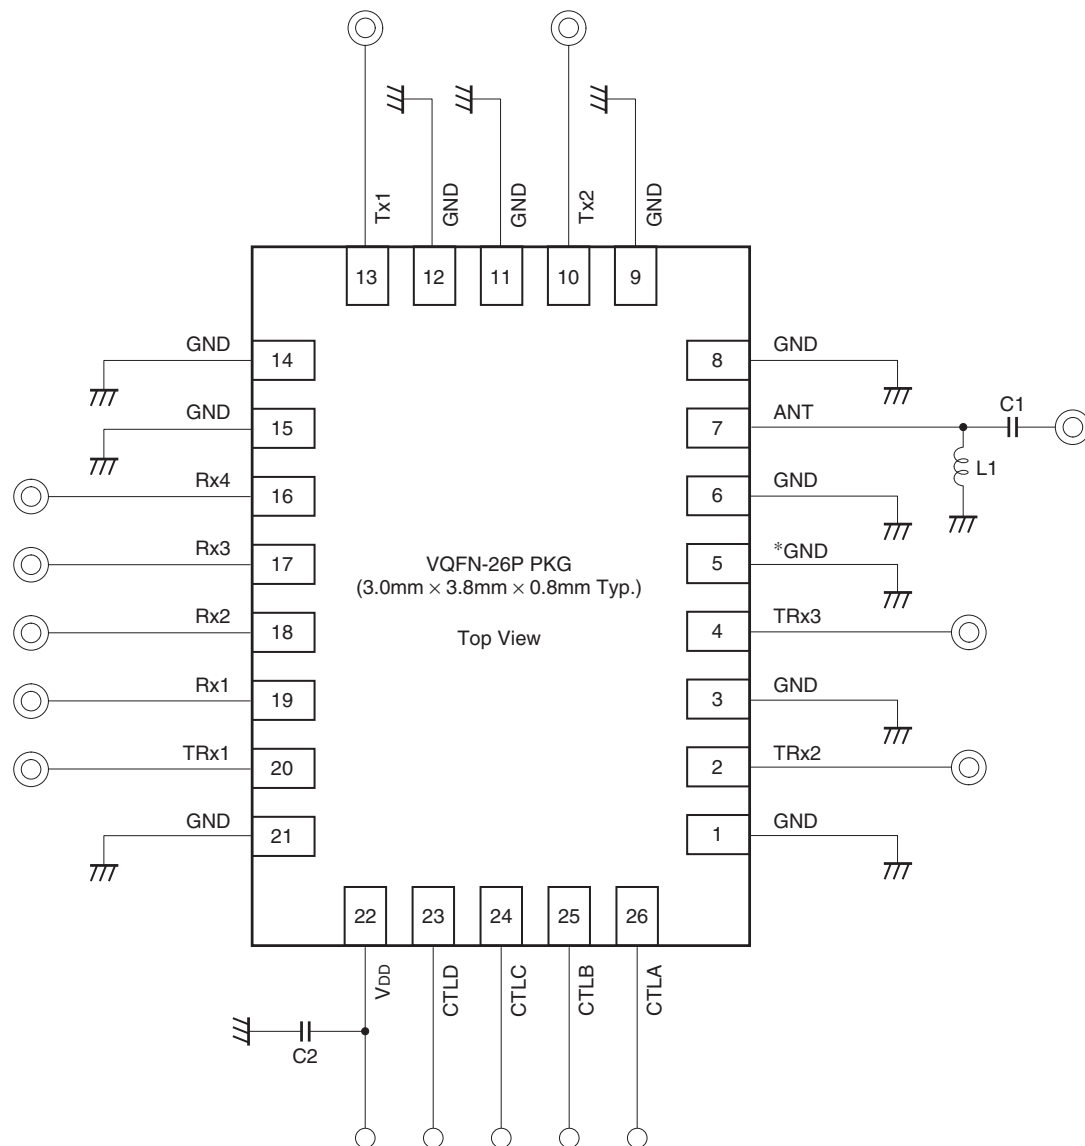 Tx1
GND
GND
Tx2
GND
13
12
11
10
9
GND
14
8
GND
GND
15
7
ANT
C1
L1
Rx4
16
6
GND
Rx3
17
5
*GND
VQFN-26P PKG
(3.0mm × 3.8mm × 0.8mm Typ.)
Top View
Rx2
18
4
TRx3
Rx1
19
3
GND
TRx1
20
2
TRx2
GND
21
1
GND
22
23
24
25
26
VDD
CTLD
CTLC
CTLB
CTLA
C2